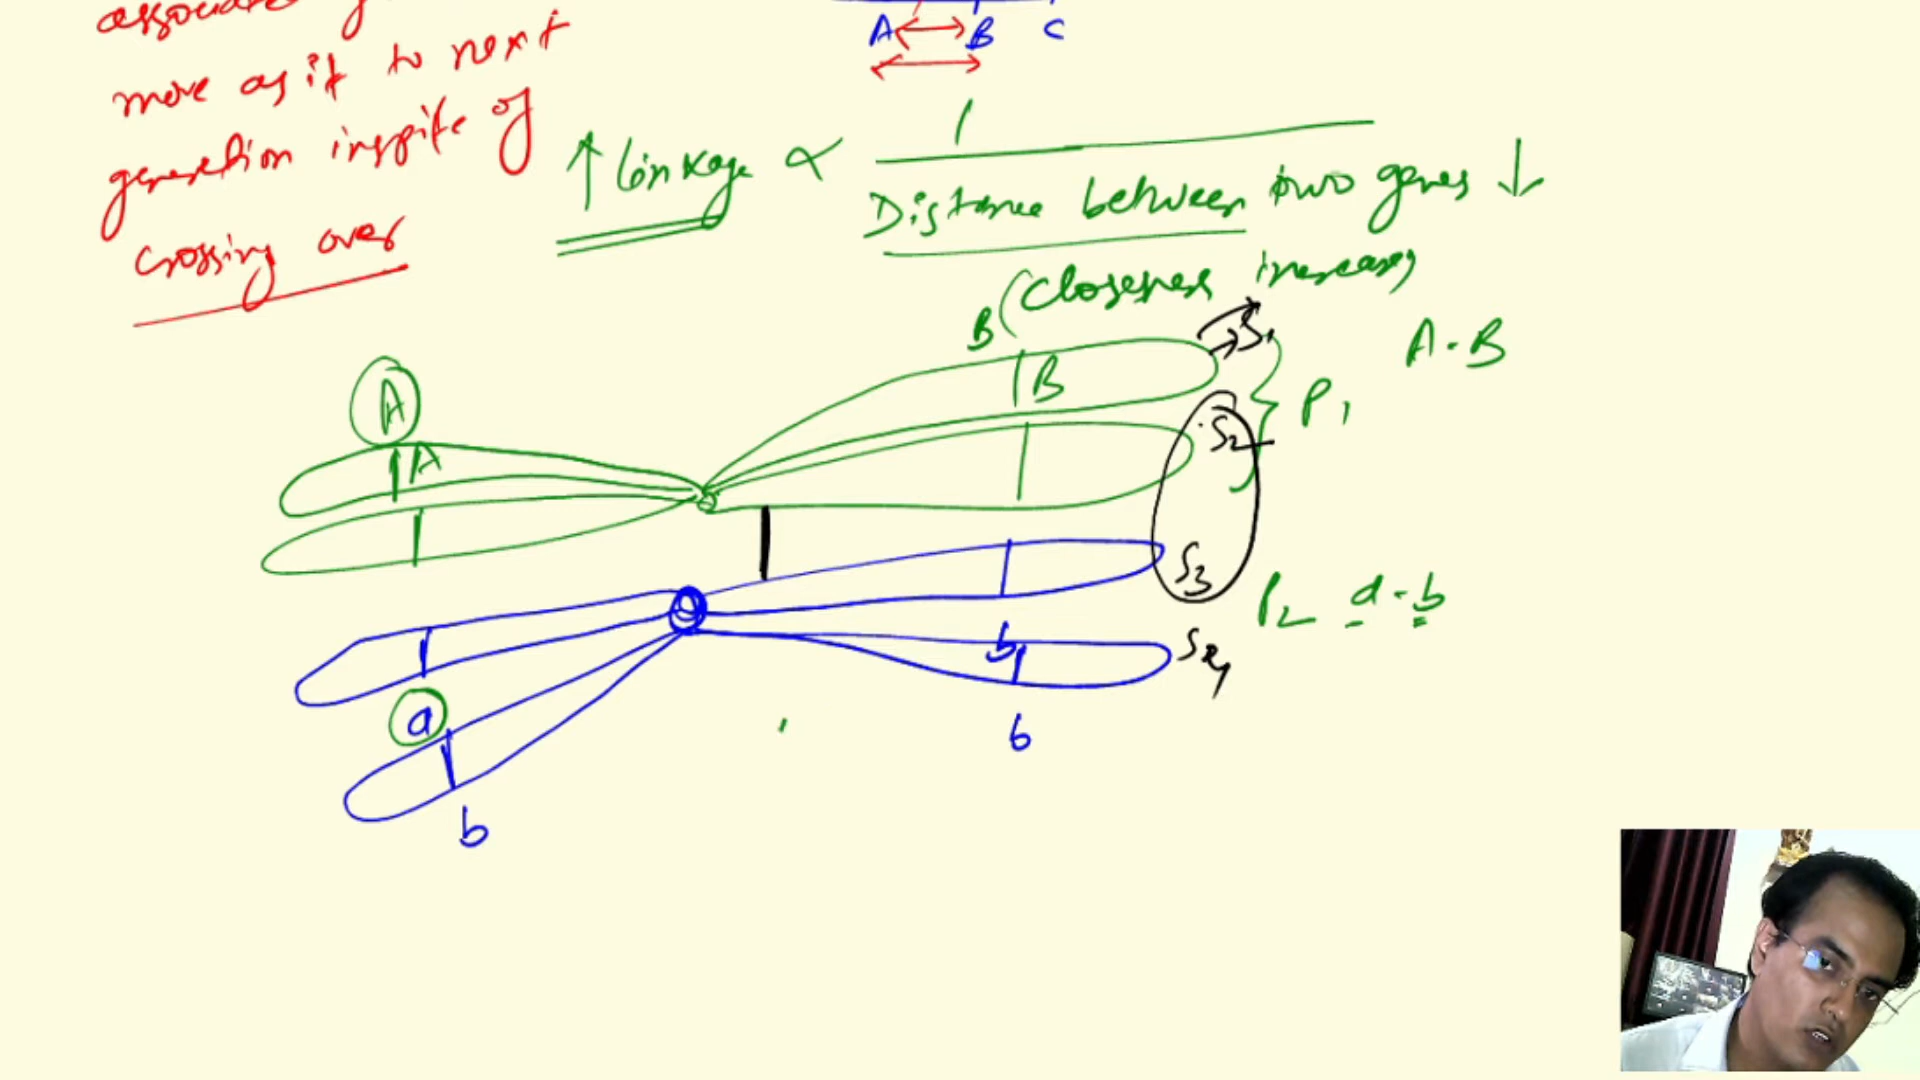 move as it to next
generation inspite of
crossing over
A B C
↑ Linkage ∝ 1
Distance between two genes ↓
(Closeness increases)
B
S1
A - B
A
B
P1
A
S2
S3
P2 a - b
b
S4
a
b
b